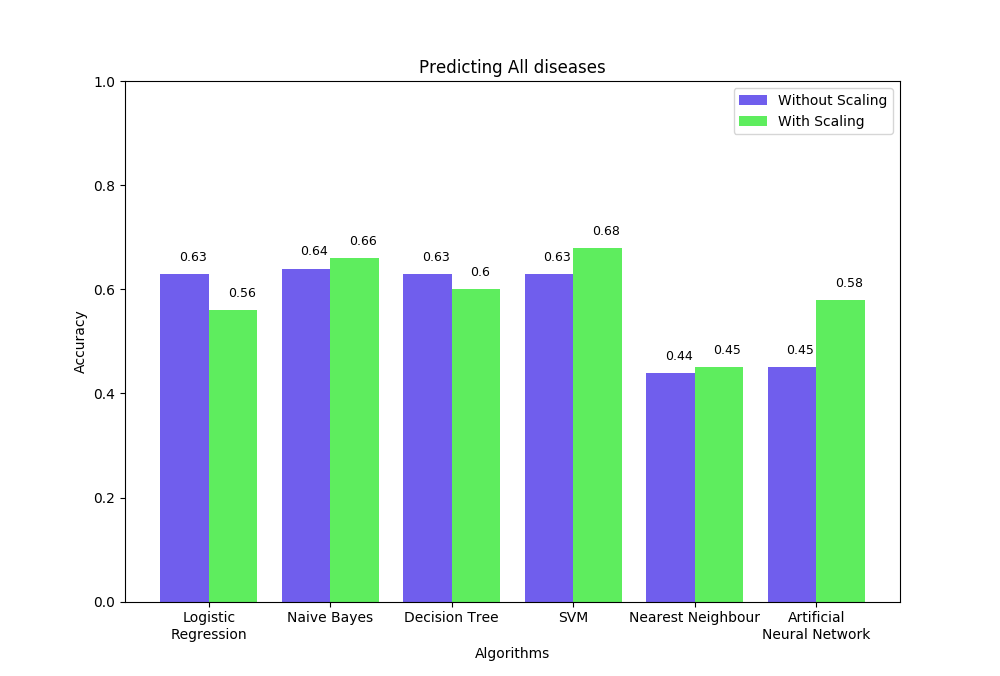 Predicting All diseases
1.0
0.8
0.6
0.4
0.2
0.0
Accuracy
Without Scaling
With Scaling
0.63
0.56
0.64
0.66
0.63
0.6
0.63
0.68
0.44
0.45
0.45
0.58
Logistic
Regression
Naive Bayes
Decision Tree
SVM
Nearest Neighbour
Artificial
Neural Network
Algorithms